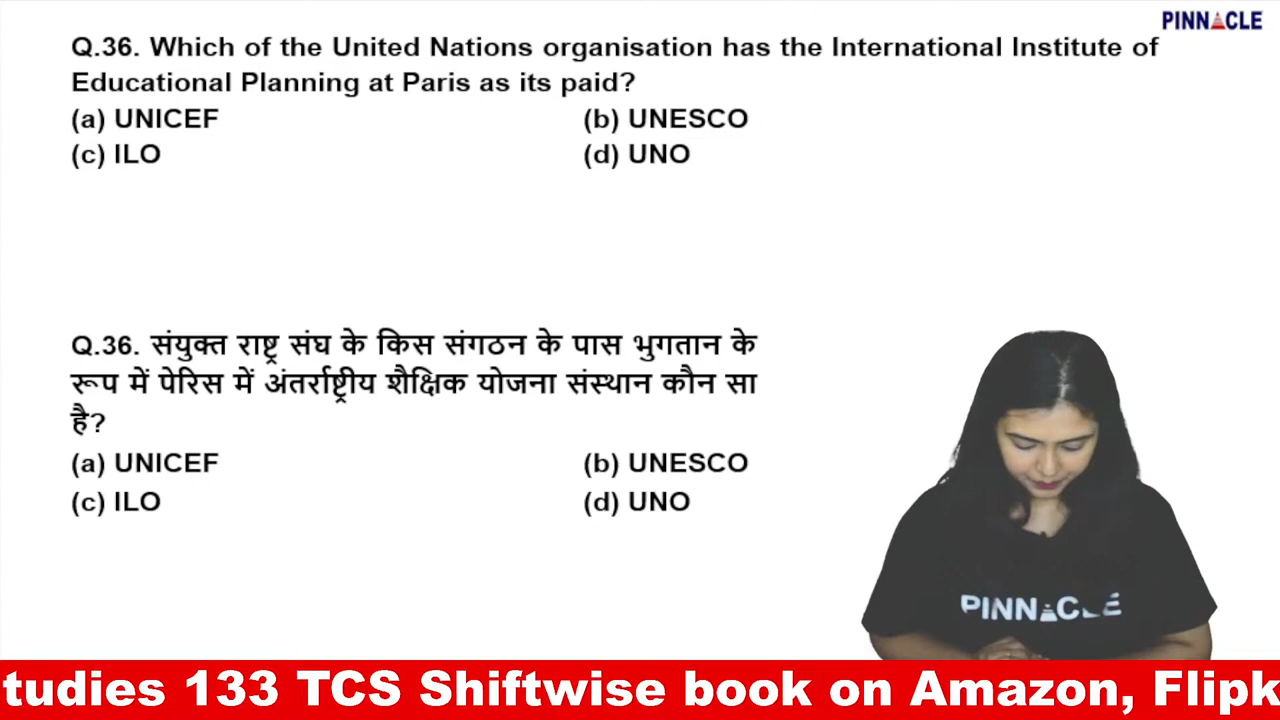 PINNACLE
Q.36. Which of the United Nations organisation has the International Institute of
Educational Planning at Paris as its paid?
(a) UNICEF (b) UNESCO
(c) ILO (d) UNO
Q.36. संयुक्त राष्ट्र संघ के किस संगठन के पास भुगतान के
रूप में पेरिस में अंतर्राष्ट्रीय शैक्षिक योजना संस्थान कौन सा
है?
(a) UNICEF (b) UNESCO
(c) ILO (d) UNO
PINNACLE
tudies 133 TCS Shiftwise book on Amazon, Flipk